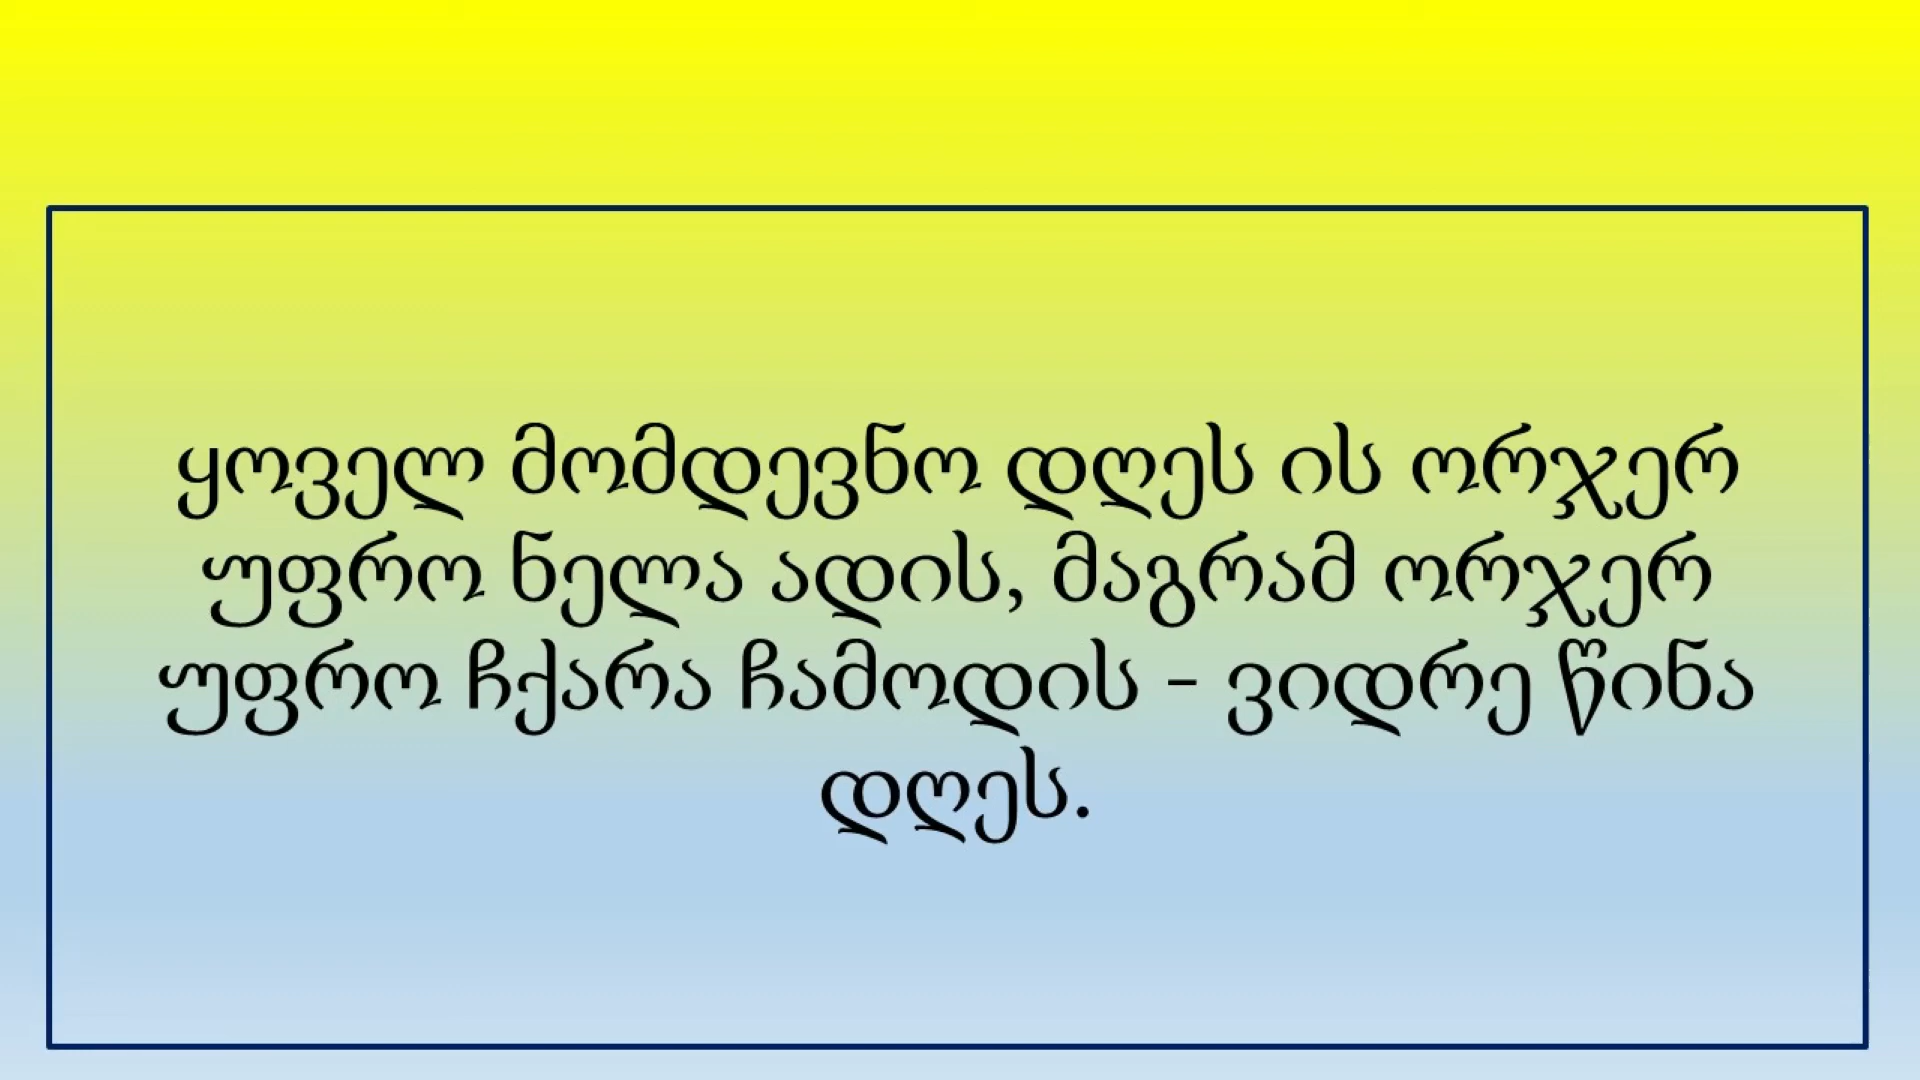 ყოველ მომდევნო დღეს ის ორჯერ
უფრო ნელა ადის, მაგრამ ორჯერ
უფრო ჩქარა ჩამოდის - ვიდრე წინა
დღეს.